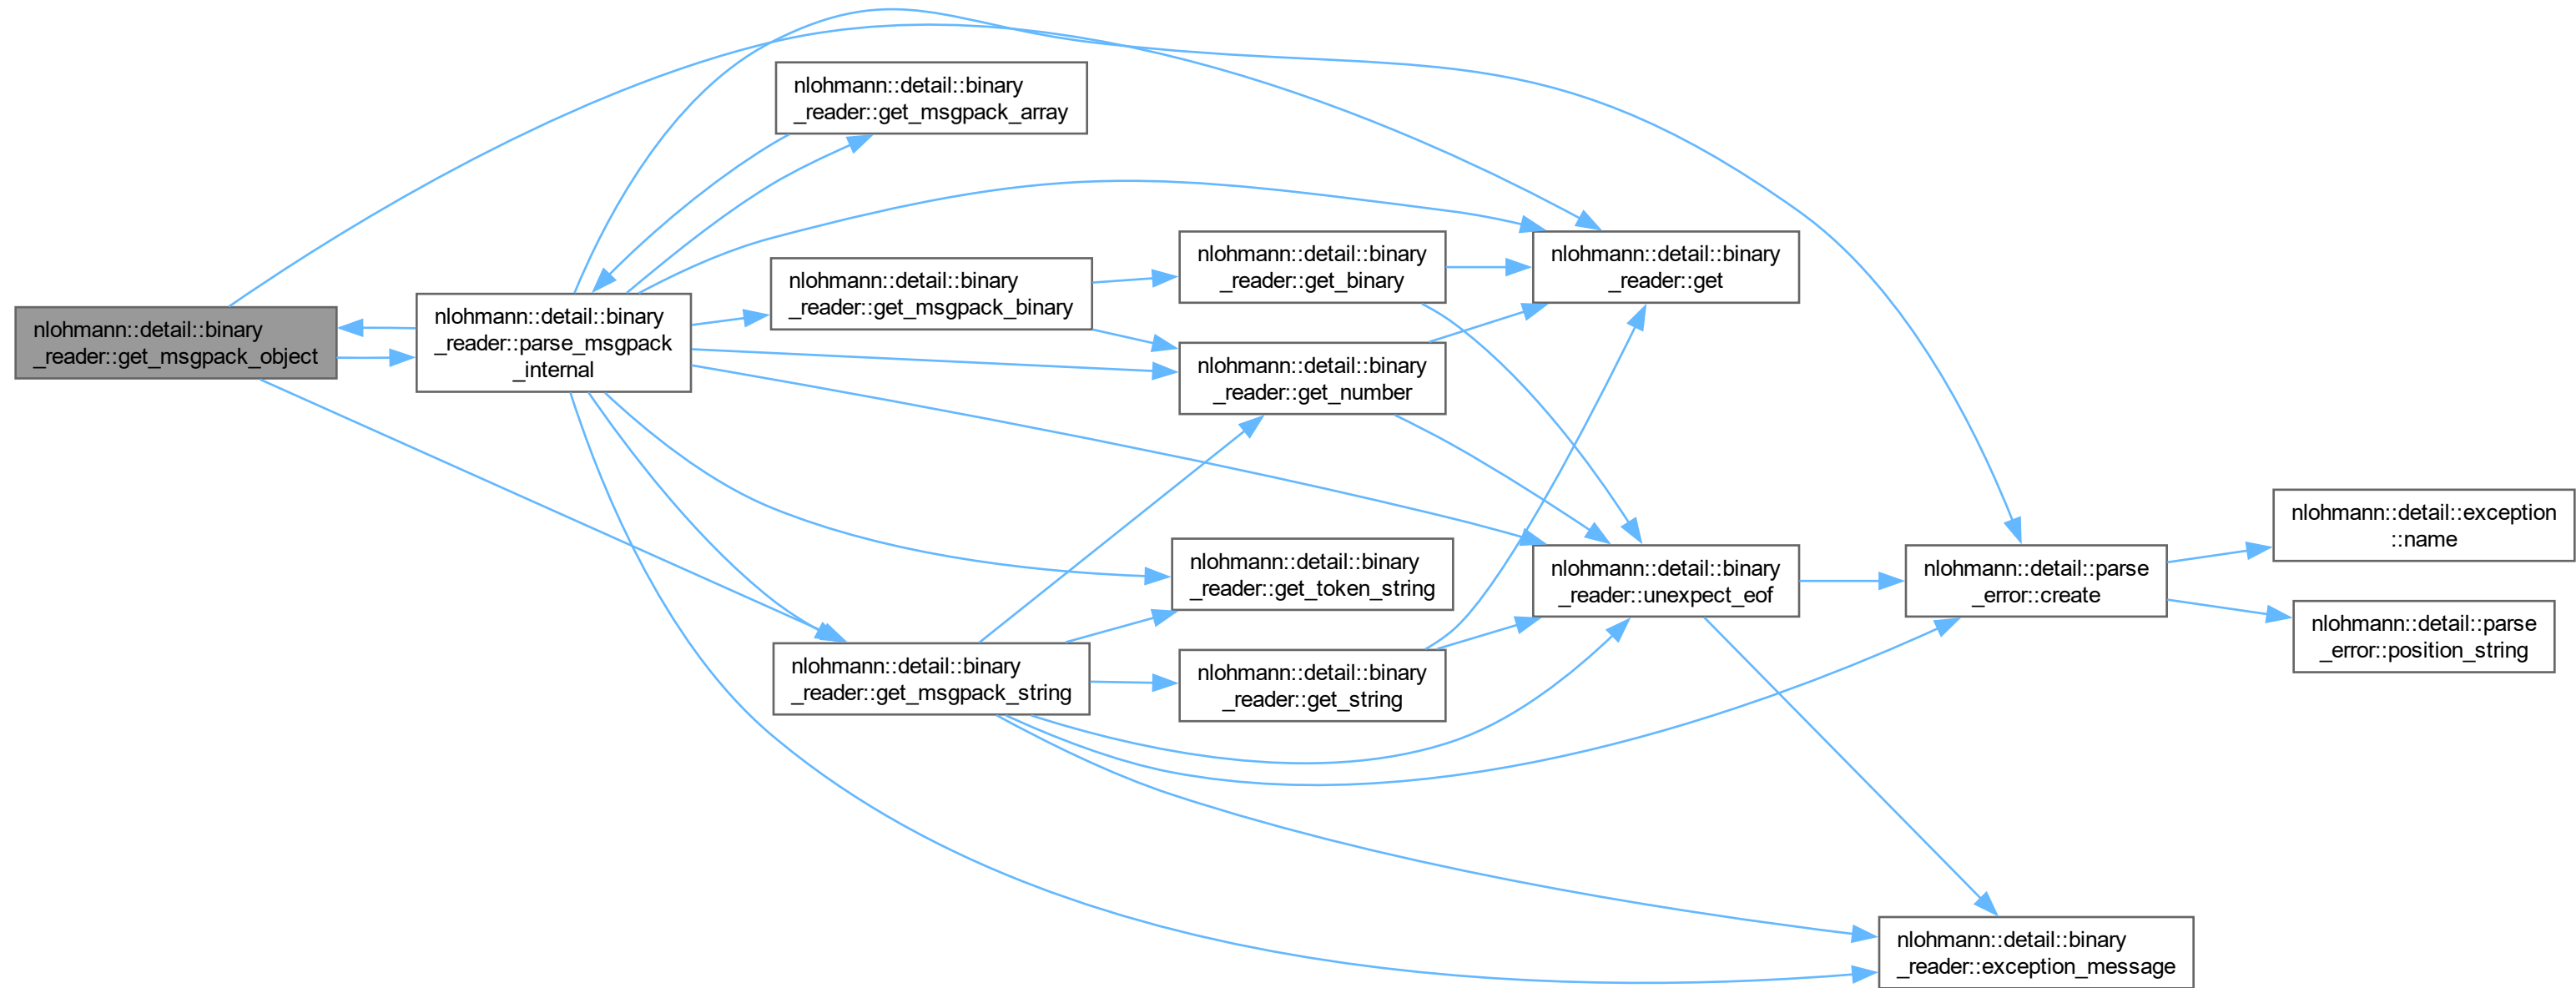 nlohmann::detail::binary
_reader::get_msgpack_object
nlohmann::detail::binary
_reader::parse_msgpack
_internal
nlohmann::detail::binary
_reader::get_msgpack_array
nlohmann::detail::binary
_reader::get_msgpack_binary
nlohmann::detail::binary
_reader::get_msgpack_string
nlohmann::detail::binary
_reader::get_binary
nlohmann::detail::binary
_reader::get_number
nlohmann::detail::binary
_reader::get_token_string
nlohmann::detail::binary
_reader::get_string
nlohmann::detail::binary
_reader::get
nlohmann::detail::binary
_reader::unexpect_eof
nlohmann::detail::parse
_error::create
nlohmann::detail::binary
_reader::exception_message
nlohmann::detail::exception
::name
nlohmann::detail::parse
_error::position_string